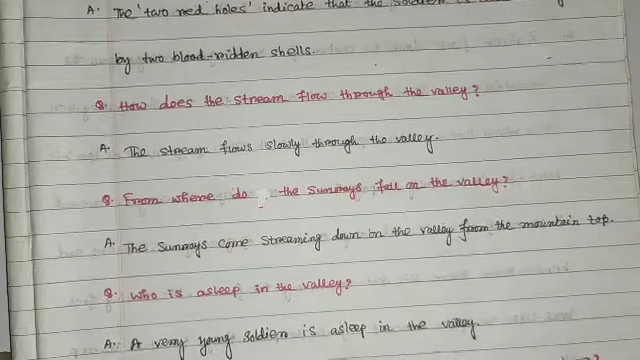 A. The 'two red holes' indicate that the soldier is
by two blood-ridden shells.
Q. How does the stream flow through the valley?
A. The stream flows slowly through the valley.
Q. From where do the sunrays fall on the valley?
A. The sunrays come streaming down on the valley from the mountain top.
Q. Who is asleep in the valley?
A. A very young soldier is asleep in the valley.